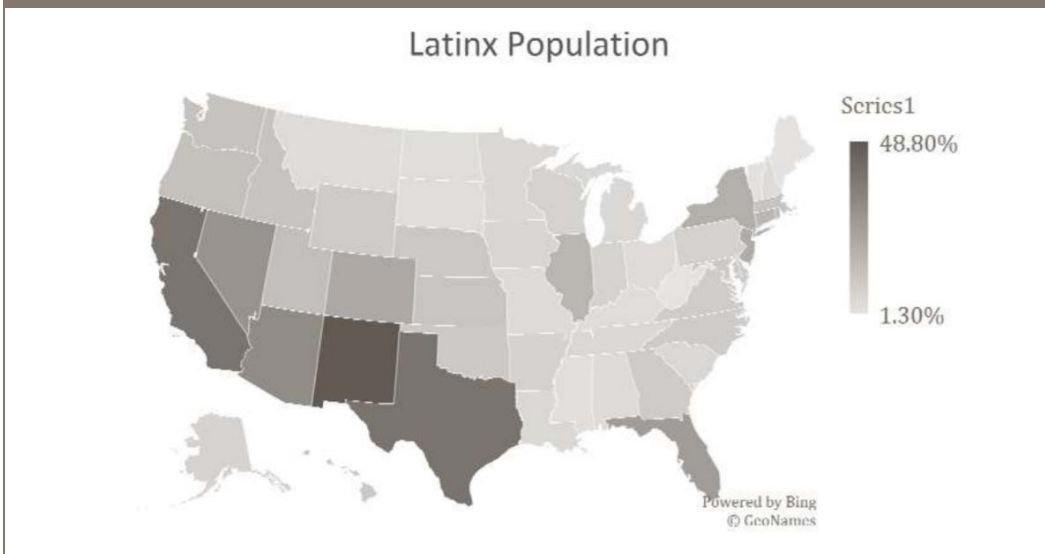 Latinx Population
Series1
48.80%
1.30%
Powered by Bing
© GeoNames